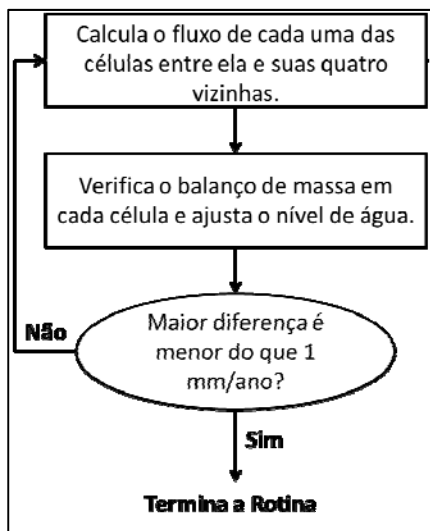 Calcula o fluxo de cada uma das
células entre ela e suas quatro
vizinhas.
Verifica o balanço de massa em
cada célula e ajusta o nível de água.
Maior diferença é
menor do que 1
mm/ano?
Não
Sim
Termina a Rotina